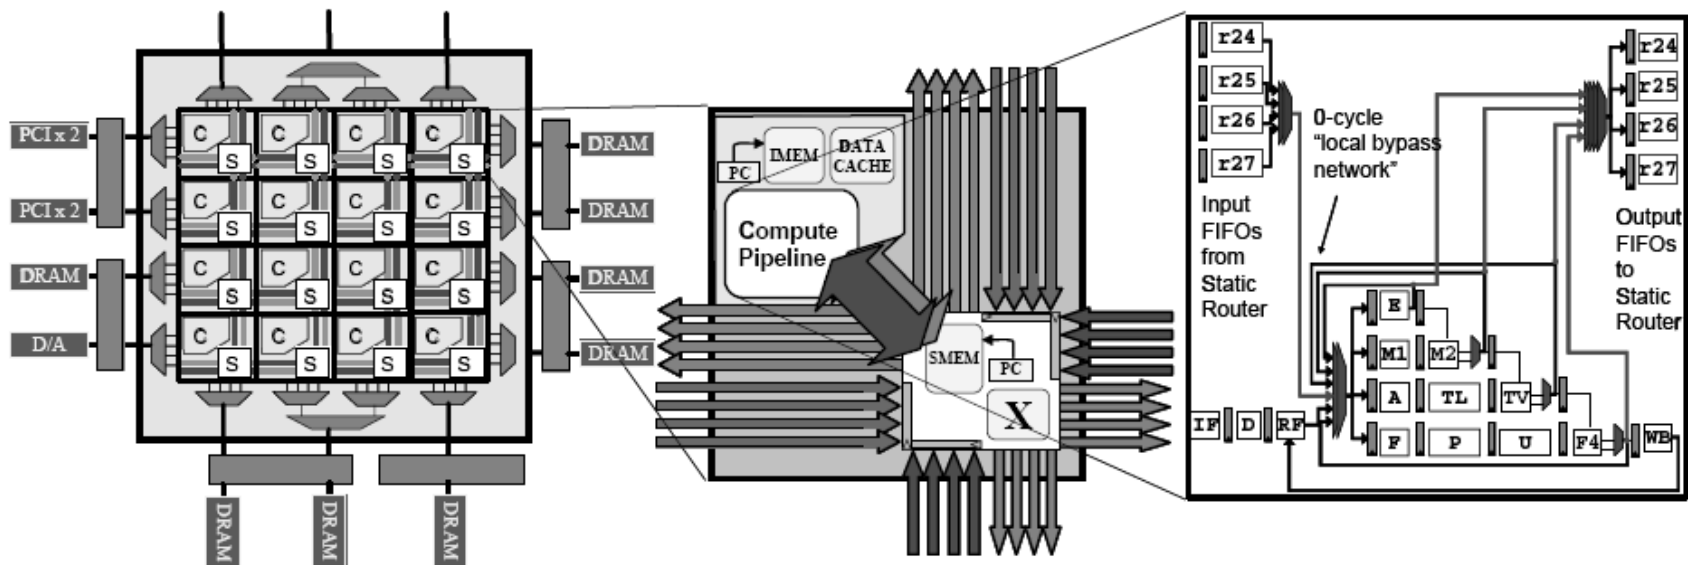 PCI x 2
PCI x 2
DRAM
D/A
C
C
C
C
S
S
S
S
C
C
C
C
S
S
S
S
C
C
C
C
S
S
S
S
C
C
C
C
S
S
S
S
DRAM
DRAM
DRAM
DRAM
DRAM
DRAM
DRAM
PC
IMEM
DATA
CACHE
Compute
Pipeline
SMEM
PC
X
r24
r25
r26
r27
Input
FIFOs
from
Static
Router
0-cycle
“local bypass
network”
r24
r25
r26
r27
Output
FIFOs
to
Static
Router
E
M1
M2
A
TL
TV
IF
D
RF
F
P
U
F4
WB